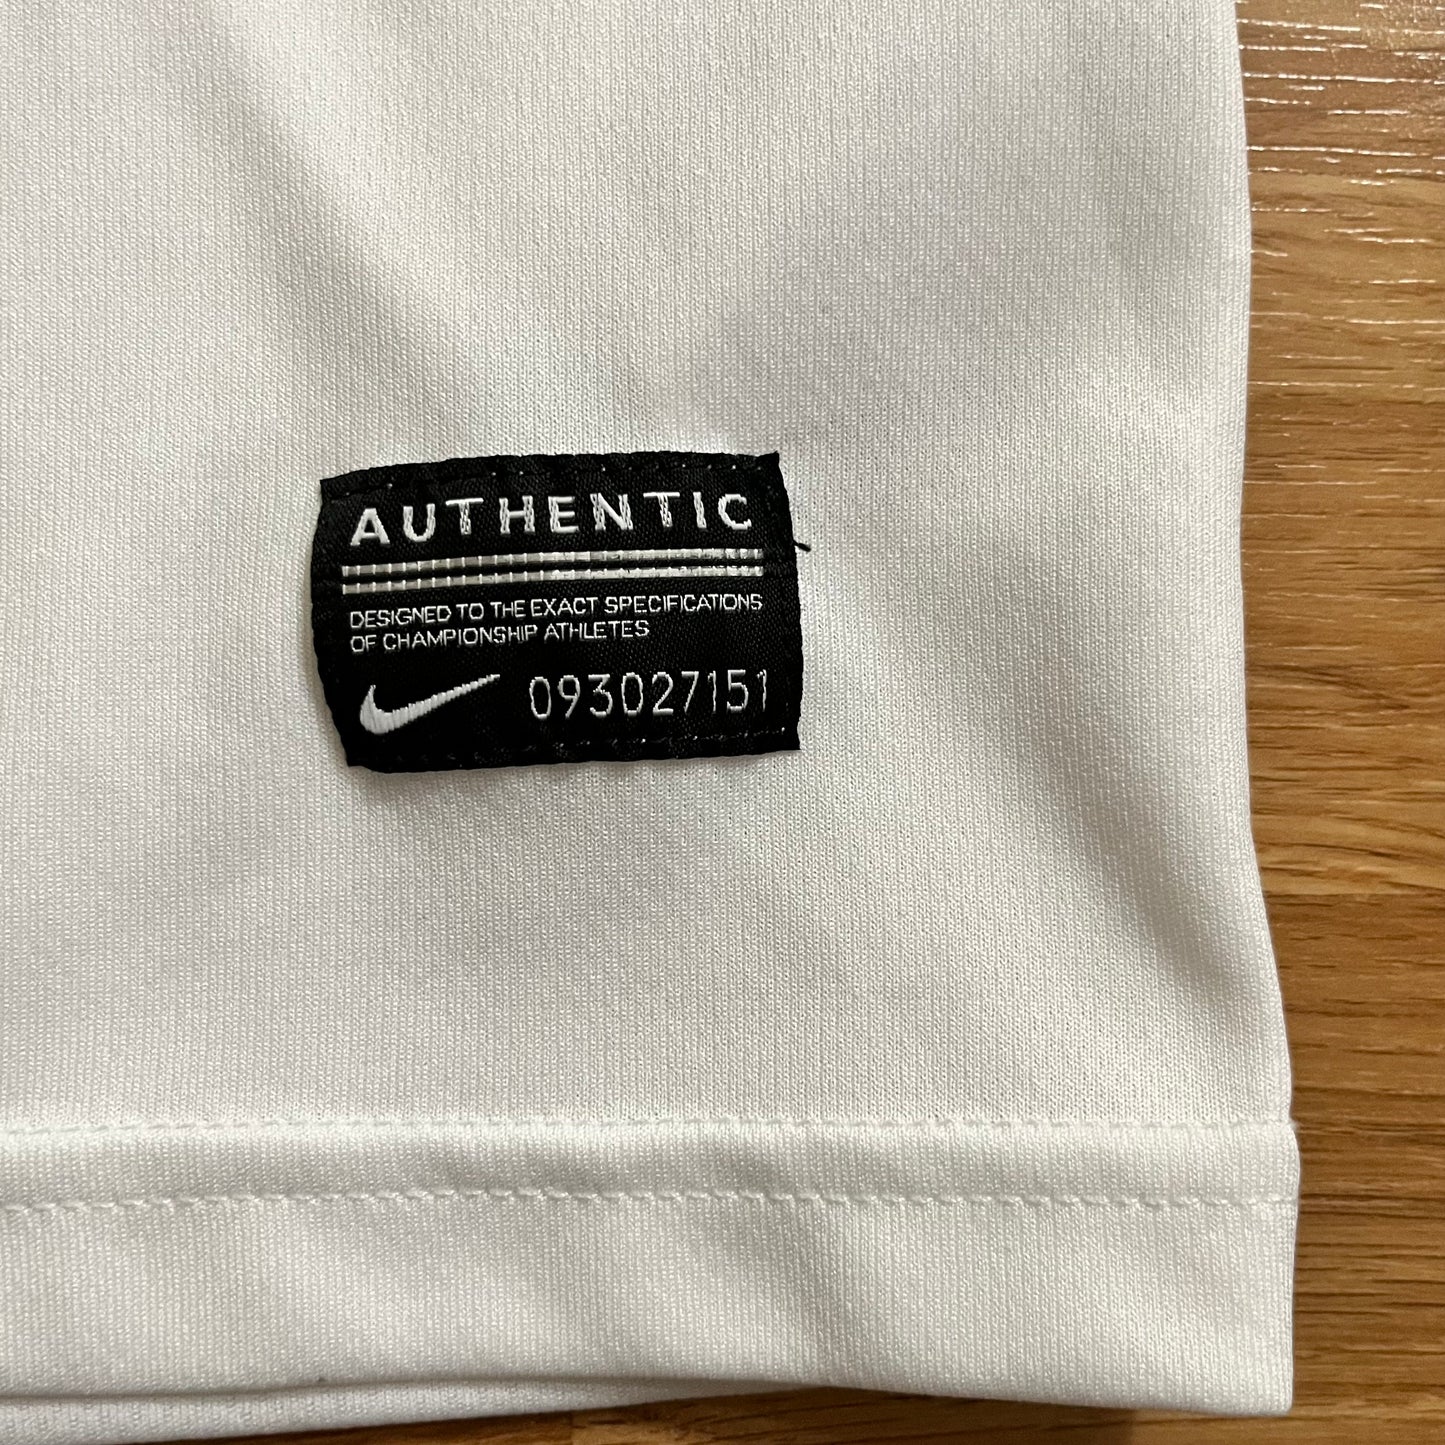 AUTHENTIC
DESIGNED TO THE EXACT SPECIFICATIONS
OF CHAMPIONSHIP ATHLETES
093027151